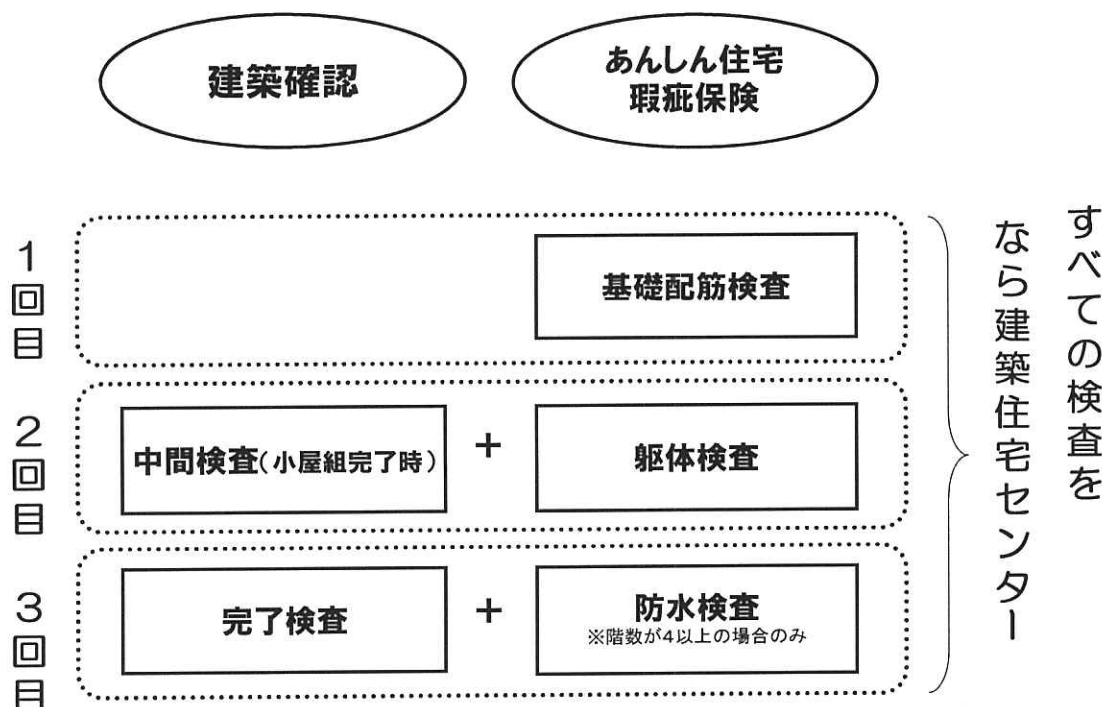 建築確認
あんしん住宅
瑕疵保険
1回目
基礎配筋検査
2回目
中間検査(小屋組完了時)
+
躯体検査
3回目
完了検査
+
防水検査
※階数が4以上の場合のみ
すべての検査を
なら建築住宅センター